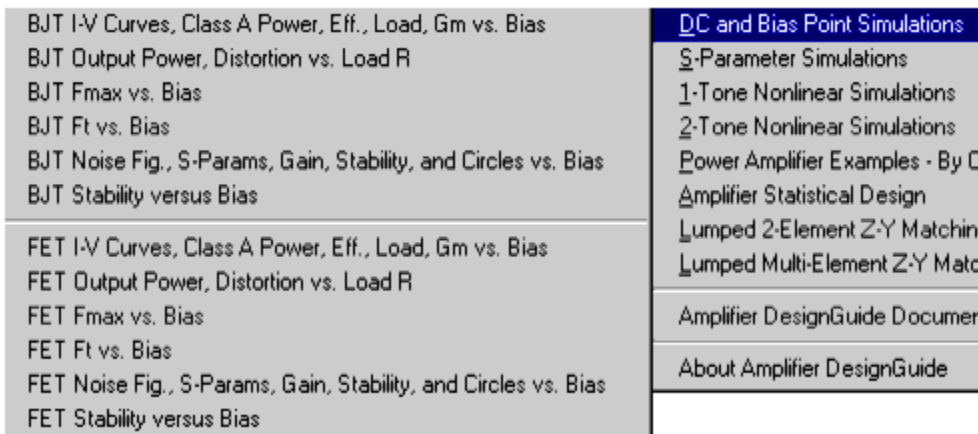 BJT I-V Curves, Class A Power, Eff., Load, Gm vs. Bias
BJT Output Power, Distortion vs. Load R
BJT Fmax vs. Bias
BJT Ft vs. Bias
BJT Noise Fig., S-Params, Gain, Stability, and Circles vs. Bias
BJT Stability versus Bias
FET I-V Curves, Class A Power, Eff., Load, Gm vs. Bias
FET Output Power, Distortion vs. Load R
FET Fmax vs. Bias
FET Ft vs. Bias
FET Noise Fig., S-Params, Gain, Stability, and Circles vs. Bias
FET Stability versus Bias
DC and Bias Point Simulations
S-Parameter Simulations
1-Tone Nonlinear Simulations
2-Tone Nonlinear Simulations
Power Amplifier Examples - By
Amplifier Statistical Design
Lumped 2-Element Z-Y
Lumped Multi-Element Z-Y
Amplifier DesignGuide
About Amplifier DesignGuide